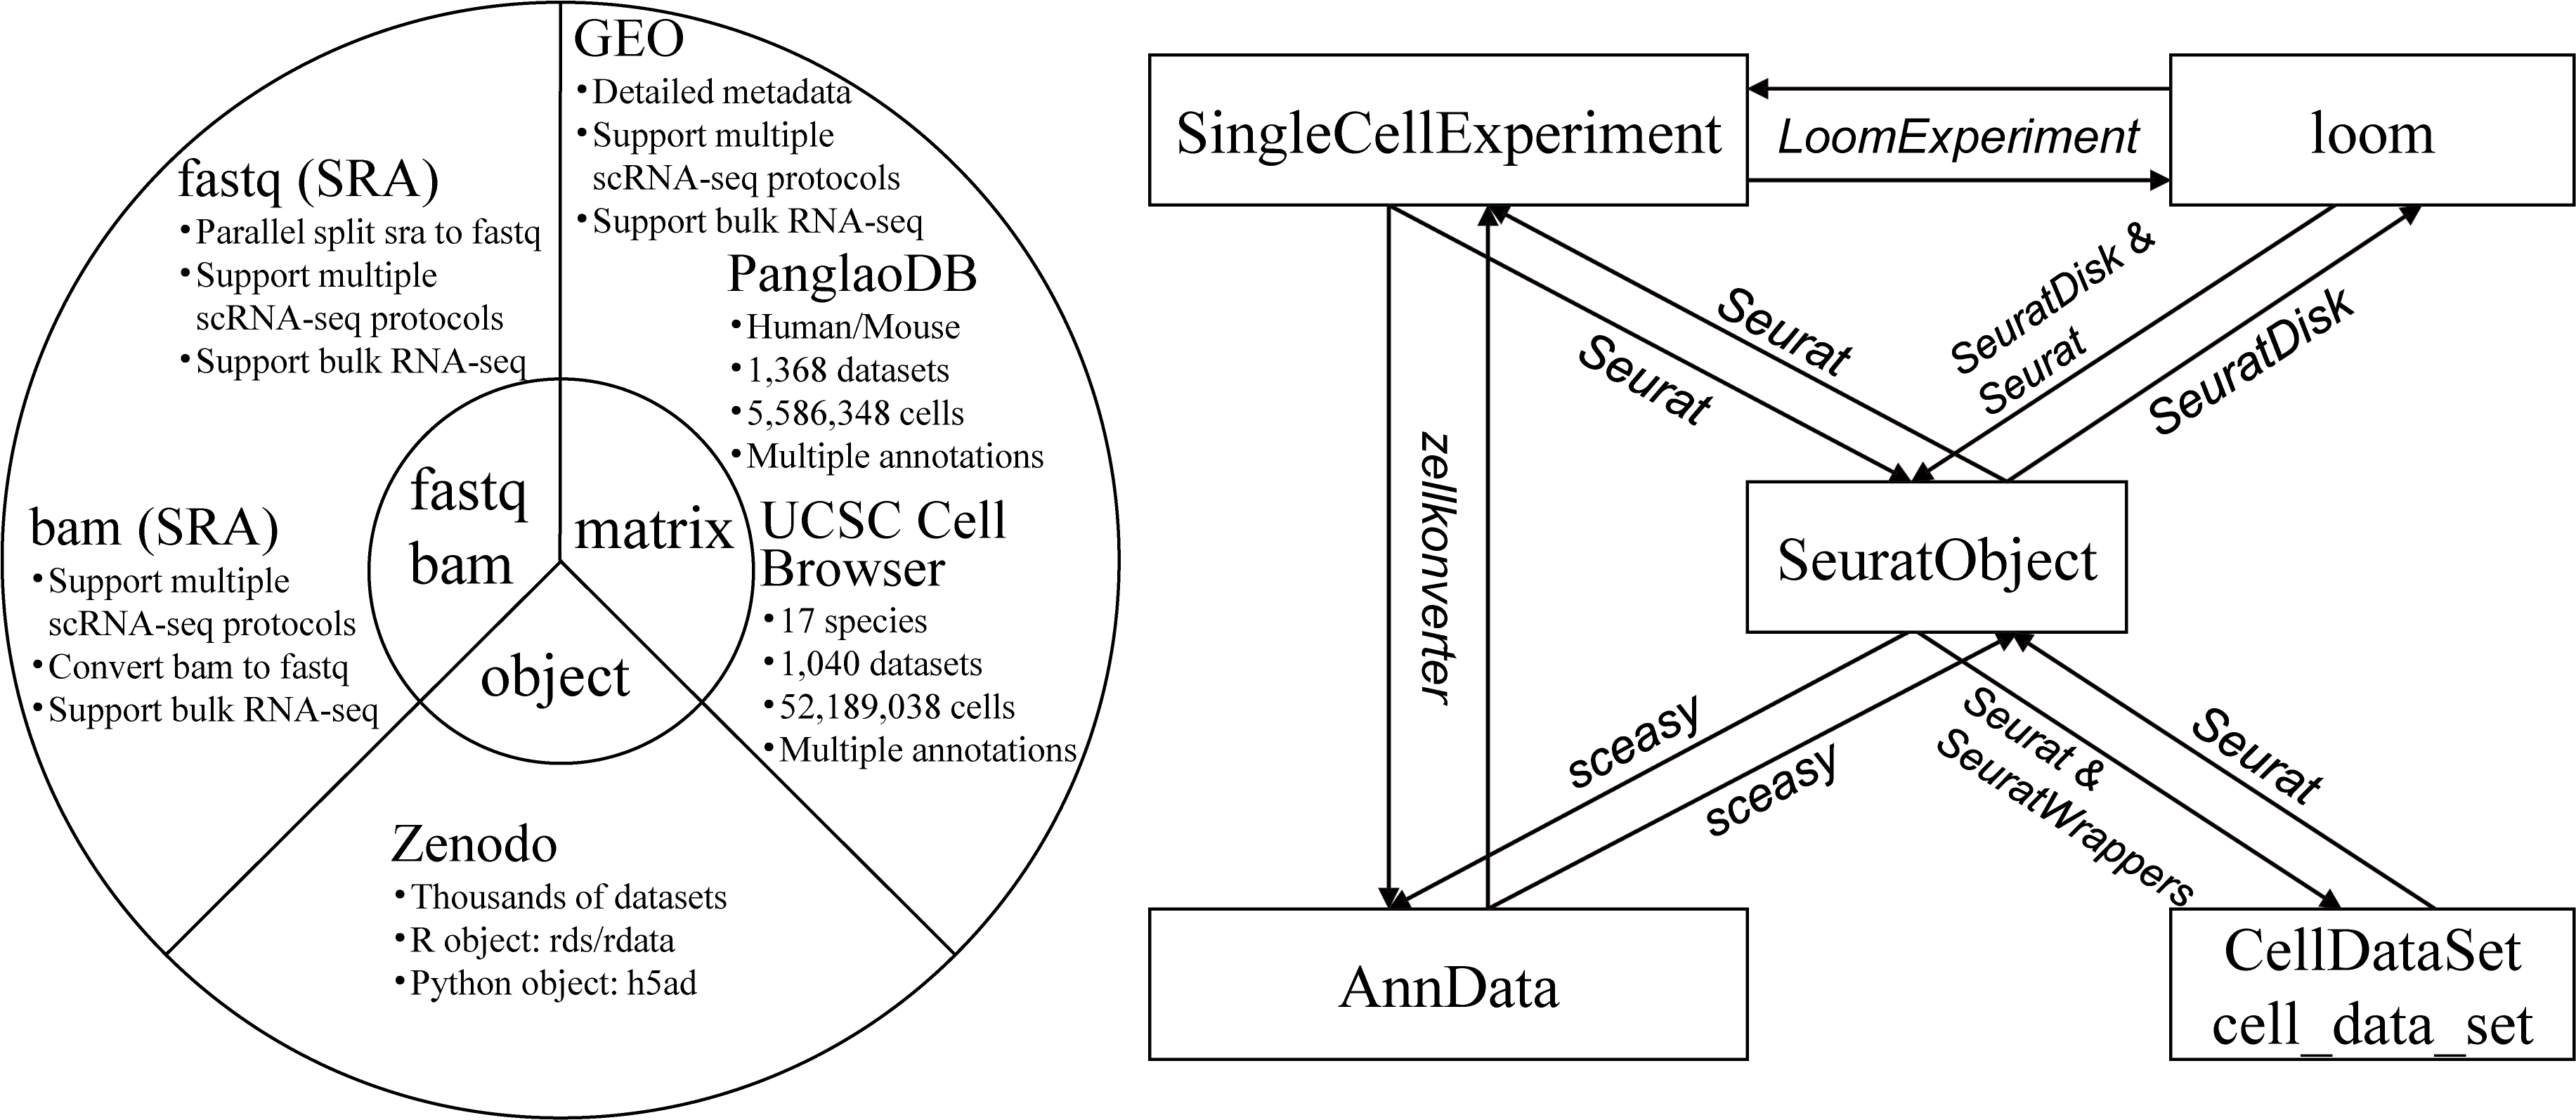 GEO
•Detailed metadata
•Support multiple
scRNA-seq protocols
•Support bulk RNA-seq
fastq (SRA)
•Parallel split sra to fastq
•Support multiple
scRNA-seq protocols
•Support bulk RNA-seq
PanglaoDB
•Human/Mouse
•1,368 datasets
•5,586,348 cells
•Multiple annotations
bam (SRA)
•Support multiple
scRNA-seq protocols
•Convert bam to fastq
•Support bulk RNA-seq
fastq
bam
matrix
object
UCSC Cell
Browser
•17 species
•1,040 datasets
•52,189,038 cells
•Multiple annotations
Zenodo
•Thousands of datasets
•R object: rds/rdata
•Python object: h5ad
SingleCellExperiment
LoomExperiment
loom
Seurat
Seurat
SeuratDisk &
Seurat
SeuratDisk
zellkonverter
SeuratObject
sceasy
sceasy
Seurat &
SeuratWrappers
Seurat
AnnData
CellDataSet
cell_data_set